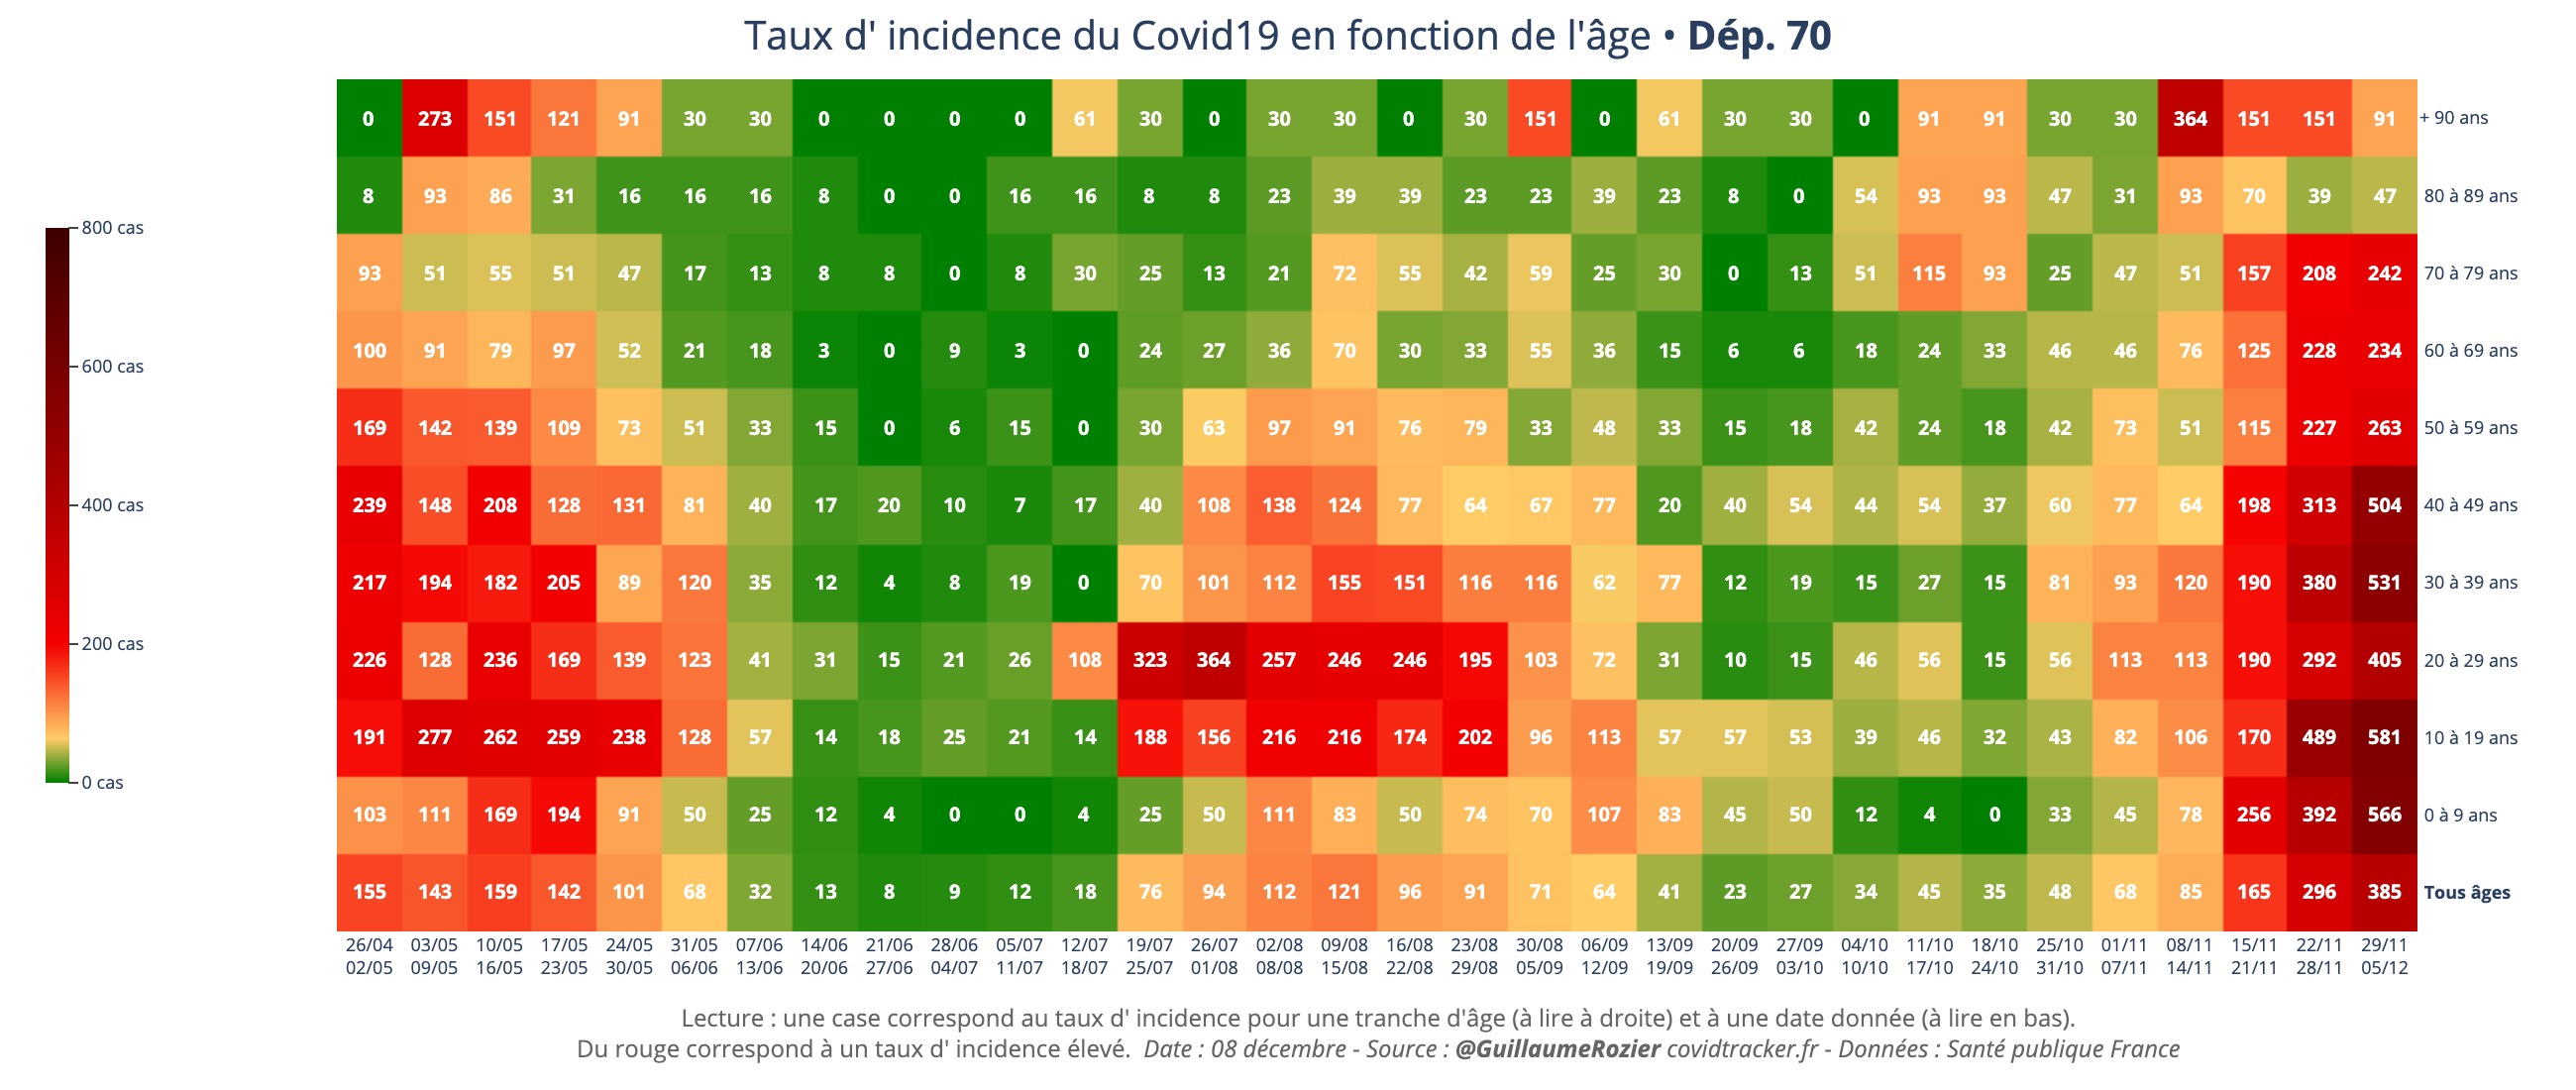 Taux d' incidence du Covid19 en fonction de l'âge • Dép. 70
800 cas
600 cas
400 cas
200 cas
0 cas
0 273 151 121 91 30 30 0 0 0 0 61 30 0 30 30 0 30 151 0 61 30 30 0 91 91 30 30 364 151 151 91 + 90 ans
8 93 86 31 16 16 16 8 0 0 16 16 8 8 23 39 39 23 23 39 23 8 0 54 93 93 47 31 93 70 39 47 80 à 89 ans
93 51 55 51 47 17 13 8 8 0 8 30 25 13 21 72 55 42 59 25 30 0 13 51 115 93 25 47 51 157 208 242 70 à 79 ans
100 91 79 97 52 21 18 3 0 9 3 0 24 27 36 70 30 33 55 36 15 6 6 18 24 33 46 46 76 125 228 234 60 à 69 ans
169 142 139 109 73 51 33 15 0 6 15 0 30 63 97 91 76 79 33 48 33 15 18 42 24 18 42 73 51 115 227 263 50 à 59 ans
239 148 208 128 131 81 40 17 20 10 7 17 40 108 138 124 77 64 67 77 20 40 54 44 54 37 60 77 64 198 313 504 40 à 49 ans
217 194 182 205 89 120 35 12 4 8 19 0 70 101 112 155 151 116 116 62 77 12 19 15 27 15 81 93 120 190 380 531 30 à 39 ans
226 128 236 169 139 123 41 31 15 21 26 108 323 364 257 246 246 195 103 72 31 10 15 46 56 15 56 113 113 190 292 405 20 à 29 ans
191 277 262 259 238 128 57 14 18 25 21 14 188 156 216 216 174 202 96 113 57 57 53 39 46 32 43 82 106 170 489 581 10 à 19 ans
103 111 169 194 91 50 25 12 4 0 0 4 25 50 111 83 50 74 70 107 83 45 50 12 4 0 33 45 78 256 392 566 0 à 9 ans
155 143 159 142 101 68 32 13 8 9 12 18 76 94 112 121 96 91 71 64 41 23 27 34 45 35 48 68 85 165 296 385 Tous âges
26/04 03/05 10/05 17/05 24/05 31/05 07/06 14/06 21/06 28/06 05/07 12/07 19/07 26/07 02/08 09/08 16/08 23/08 30/08 06/09 13/09 20/09 27/09 04/10 11/10 18/10 25/10 01/11 08/11 15/11 22/11 29/11
02/05 09/05 16/05 23/05 30/05 06/06 13/06 20/06 27/06 04/07 11/07 18/07 25/07 01/08 08/08 15/08 22/08 29/08 05/09 12/09 19/09 26/09 03/10 10/10 17/10 24/10 31/10 07/11 14/11 21/11 28/11 05/12
Lecture : une case correspond au taux d' incidence pour une tranche d'âge (à lire à droite) et à une date donnée (à lire en bas).
Du rouge correspond à un taux d' incidence élevé. Date : 08 décembre - Source : @GuillaumeRozier covidtracker.fr - Données : Santé publique France